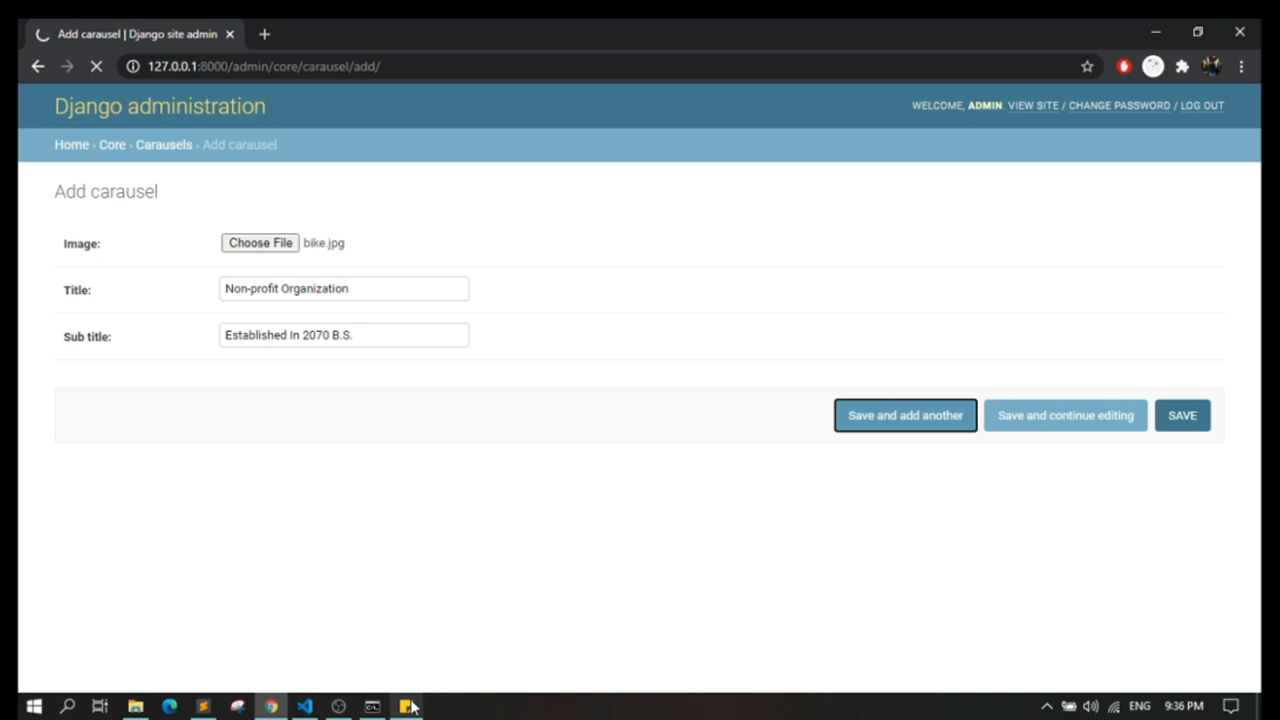 Add carausel | Django site admin
127.0.0.1:8000/admin/core/carausel/add/
Django administration
WELCOME, ADMIN. VIEW SITE / CHANGE PASSWORD / LOG OUT
Home › Core › Carausels › Add carausel
Add carausel
Image: Choose File bike.jpg
Title: Non-profit Organization
Sub title: Established In 2070 B.S.
Save and add another Save and continue editing SAVE
ENG 9:36 PM